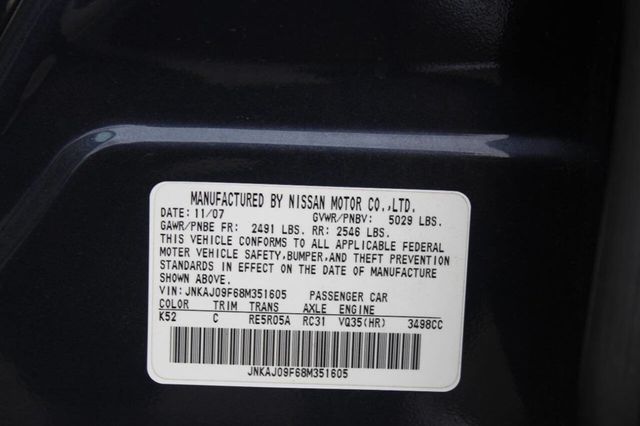 MANUFACTURED BY NISSAN MOTOR CO.,LTD.
DATE: 11/07 GVWR/PNBV: 5029 LBS.
GAWR/PNBE FR: 2491 LBS. RR: 2546 LBS.
THIS VEHICLE CONFORMS TO ALL APPLICABLE FEDERAL
MOTOR VEHICLE SAFETY,BUMPER,AND THEFT PREVENTION
STANDARDS IN EFFECT ON THE DATE OF MANUFACTURE
SHOWN ABOVE.
VIN: JNKAJ09F68M351605 PASSENGER CAR
COLOR TRIM TRANS AXLE ENGINE
K52 C RE5R05A RC31 VQ35(HR) 3498CC
JNKAJ09F68M351605